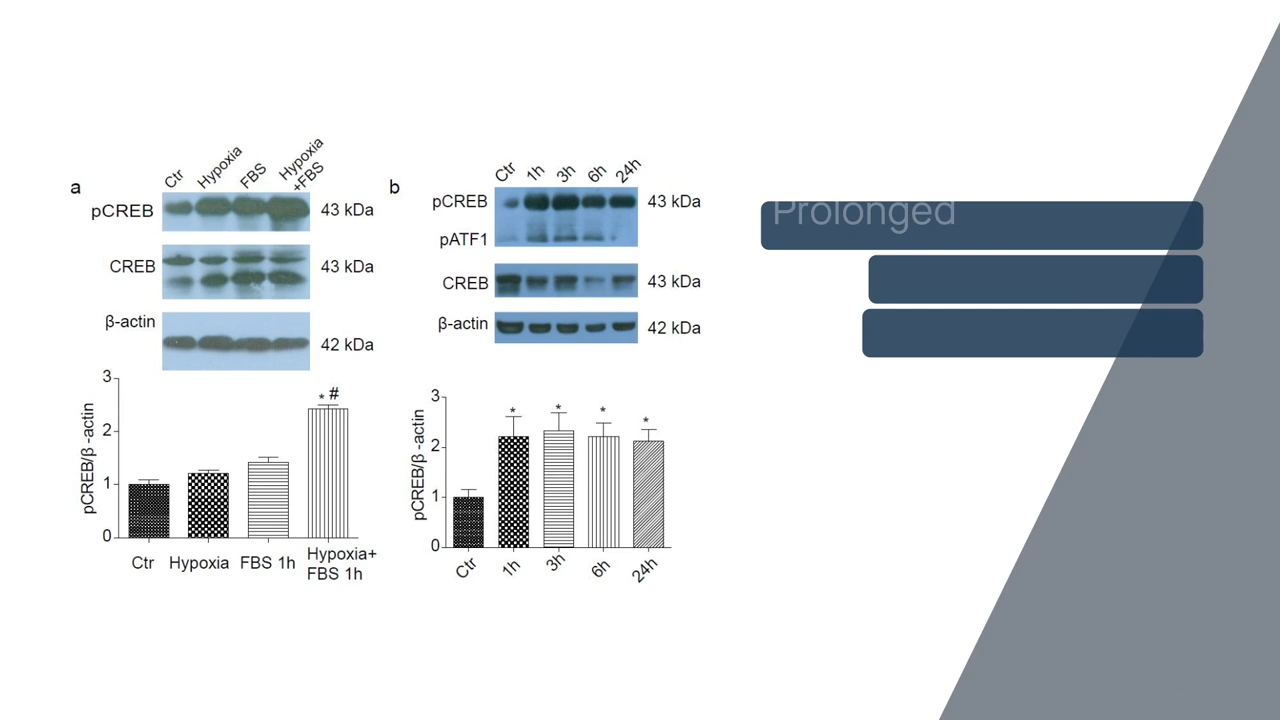 a
Ctr
Hypoxia
FBS
Hypoxia
+FBS
pCREB
43 kDa
CREB
43 kDa
β-actin
42 kDa
3
2
1
0
pCREB/β -actin
* #
Ctr
Hypoxia
FBS 1h
Hypoxia+
FBS 1h
b
Ctr
1h
3h
6h
24h
pCREB
43 kDa
pATF1
CREB
43 kDa
β-actin
42 kDa
3
2
1
0
pCREB/β -actin
*
*
*
*
Ctr
1h
3h
6h
24h
Prolonged